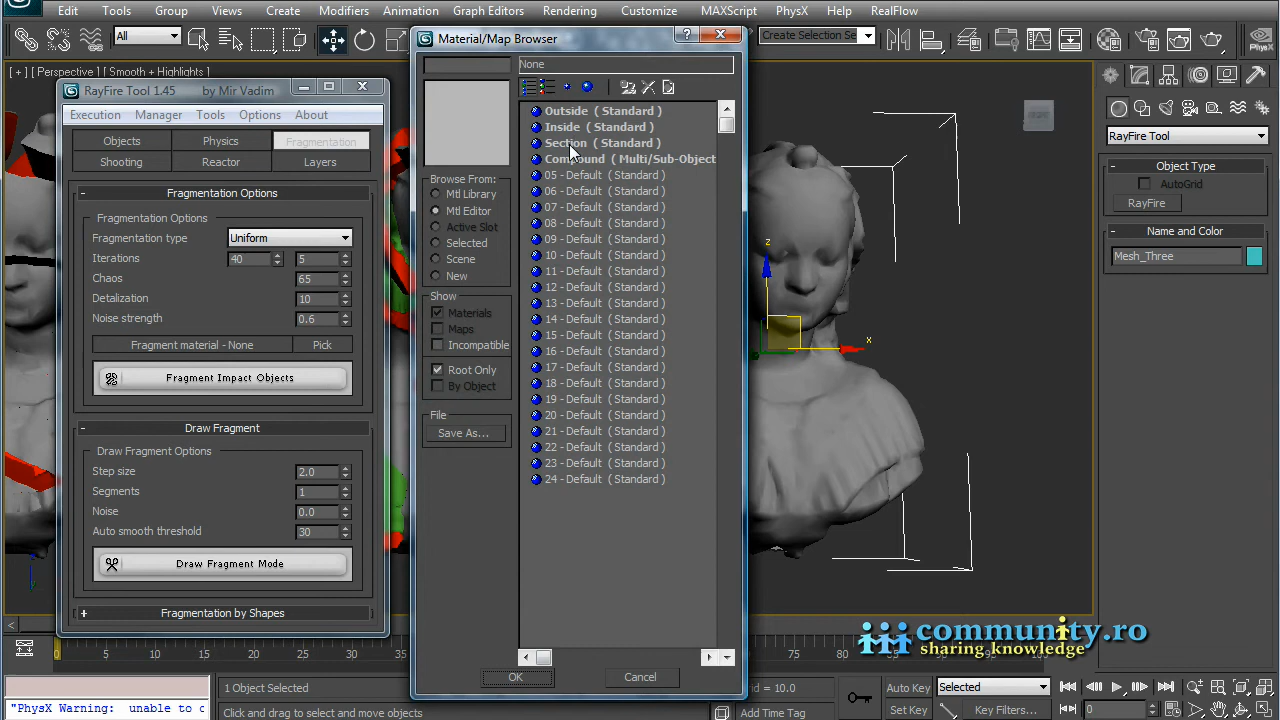 Edit Tools Group Views Create Modifiers Animation Graph Editors Rendering Customize MAXScript PhysX Help RealFlow
All
Create Selection Se
PhysX
[ + ] [ Perspective ] [ Smooth + Highlights ]
RayFire Tool 1.45 by Mir Vadim
Execution Manager Tools Options About
Objects Physics Fragmentation
Shooting Reactor Layers
- Fragmentation Options
Fragmentation Options
Fragmentation type Uniform
Iterations 40 5
Chaos 65
Detalization 10
Noise strength 0.6
Fragment material - None Pick
Fragment Impact Objects
- Draw Fragment
Draw Fragment Options
Step size 2.0
Segments 1
Noise 0.0
Auto smooth threshold 30
Draw Fragment Mode
+ Fragmentation by Shapes
Material/Map Browser
None
Browse From:
Mtl Library
Mtl Editor
Active Slot
Selected
Scene
New
Show
Materials
Maps
Incompatible
Root Only
By Object
File
Save As...
Outside ( Standard )
Inside ( Standard )
Section ( Standard )
Compound ( Multi/Sub-Object
05 - Default ( Standard )
06 - Default ( Standard )
07 - Default ( Standard )
08 - Default ( Standard )
09 - Default ( Standard )
10 - Default ( Standard )
11 - Default ( Standard )
12 - Default ( Standard )
13 - Default ( Standard )
14 - Default ( Standard )
15 - Default ( Standard )
16 - Default ( Standard )
17 - Default ( Standard )
18 - Default ( Standard )
19 - Default ( Standard )
20 - Default ( Standard )
21 - Default ( Standard )
22 - Default ( Standard )
23 - Default ( Standard )
24 - Default ( Standard )
OK Cancel
z
x
RayFire Tool
- Object Type
AutoGrid
RayFire
- Name and Color
Mesh_Three
community.ro
sharing knowledge
0 5 75 80 85 90 95 100
1 Object Selected
d = 10.0
Auto Key Selected
"PhysX Warning: unable to c
Click and drag to select and move objects
Add Time Tag
Set Key Key Filters... 0